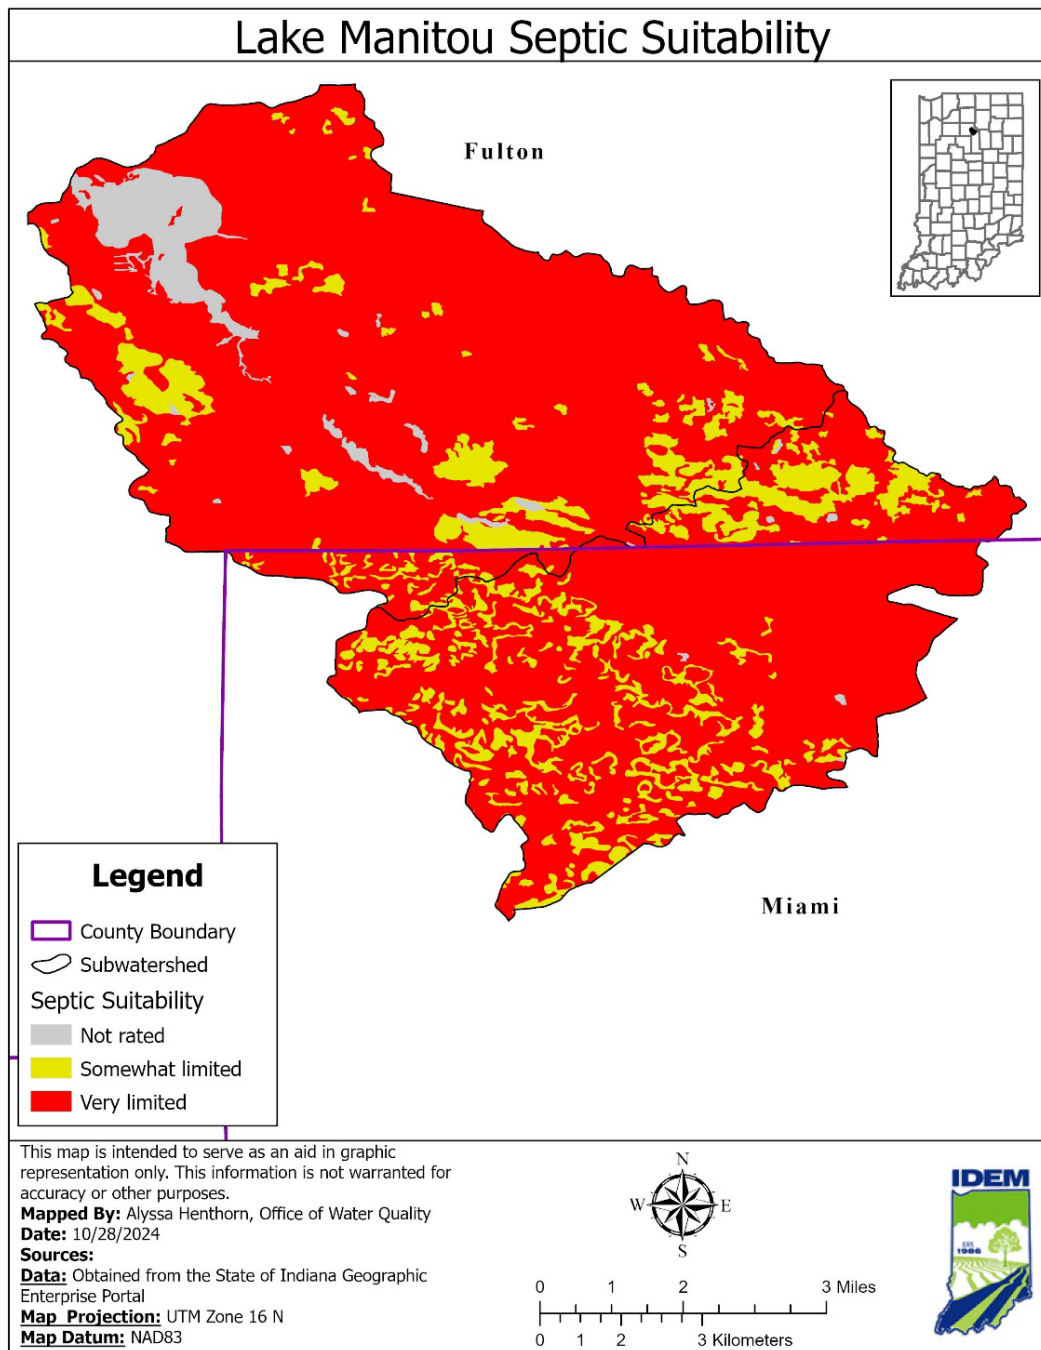 Lake Manitou Septic Suitability
Fulton
Miami
Legend
County Boundary
Subwatershed
Septic Suitability
Not rated
Somewhat limited
Very limited
This map is intended to serve as an aid in graphic
representation only. This information is not warranted for
accuracy or other purposes.
Mapped By: Alyssa Henthorn, Office of Water Quality
Date: 10/28/2024
Sources:
Data: Obtained from the State of Indiana Geographic
Enterprise Portal
Map Projection: UTM Zone 16 N
Map Datum: NAD83
N
W E
S
0 1 2 3 Miles
0 1 2 3 Kilometers
IDEM
EST.
1986